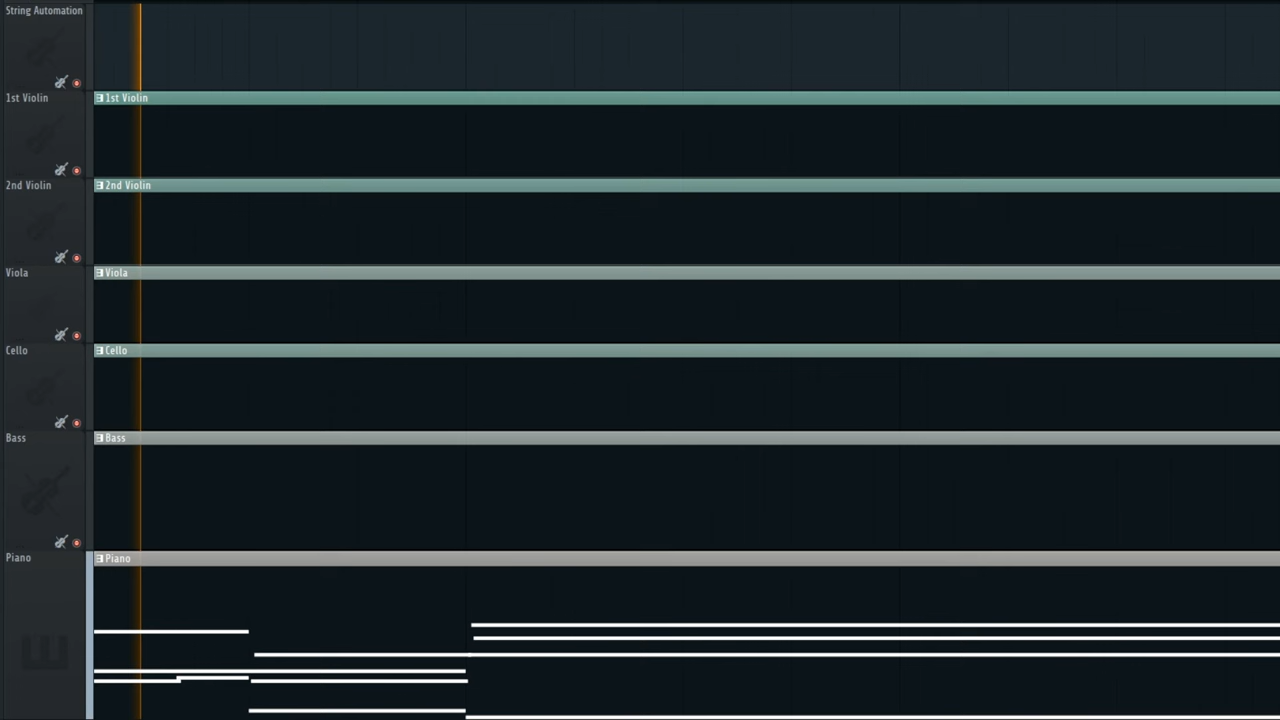 String Automation
1st Violin
1st Violin
2nd Violin
2nd Violin
Viola
Viola
Cello
Cello
Bass
Bass
Piano
Piano